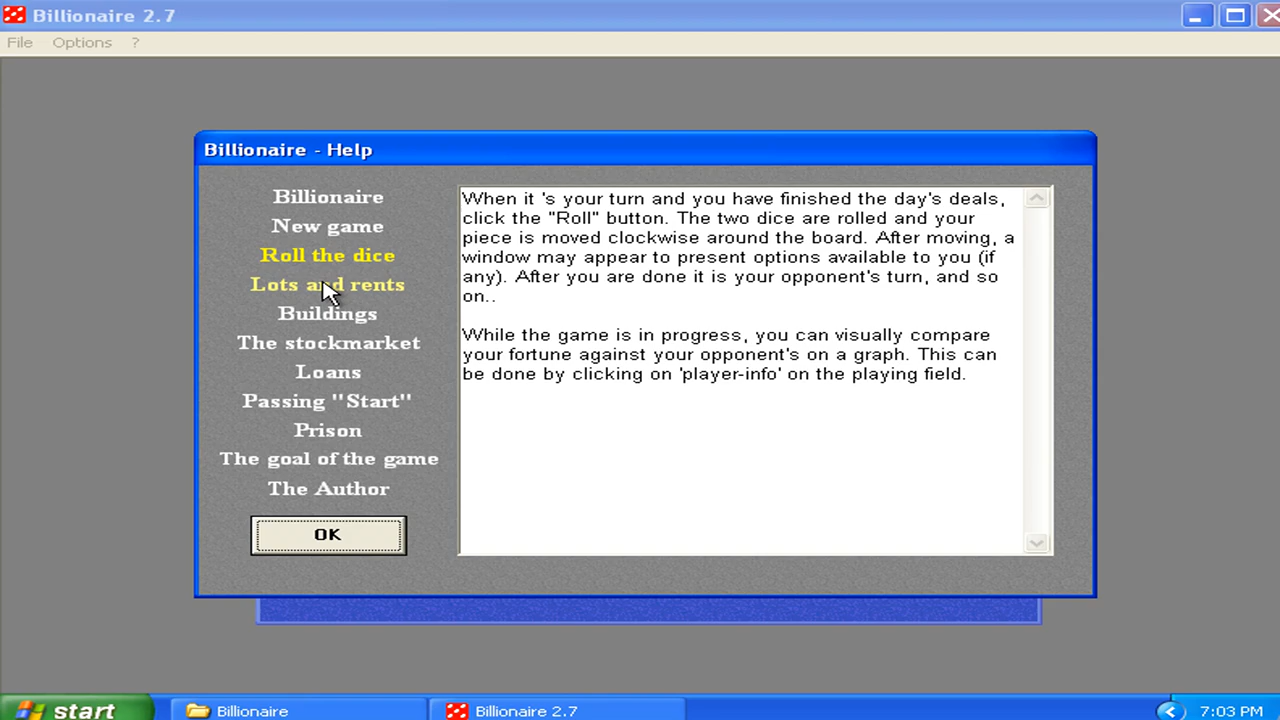 Billionaire 2.7
File Options ?
Billionaire - Help
Billionaire
New game
Roll the dice
Lots and rents
Buildings
The stockmarket
Loans
Passing "Start"
Prison
The goal of the game
The Author
OK
When it 's your turn and you have finished the day's deals,
click the "Roll" button. The two dice are rolled and your
piece is moved clockwise around the board. After moving, a
window may appear to present options available to you (if
any). After you are done it is your opponent's turn, and so
on..
While the game is in progress, you can visually compare
your fortune against your opponent's on a graph. This can
be done by clicking on 'player-info' on the playing field.
start
Billionaire
Billionaire 2.7
7:03 PM